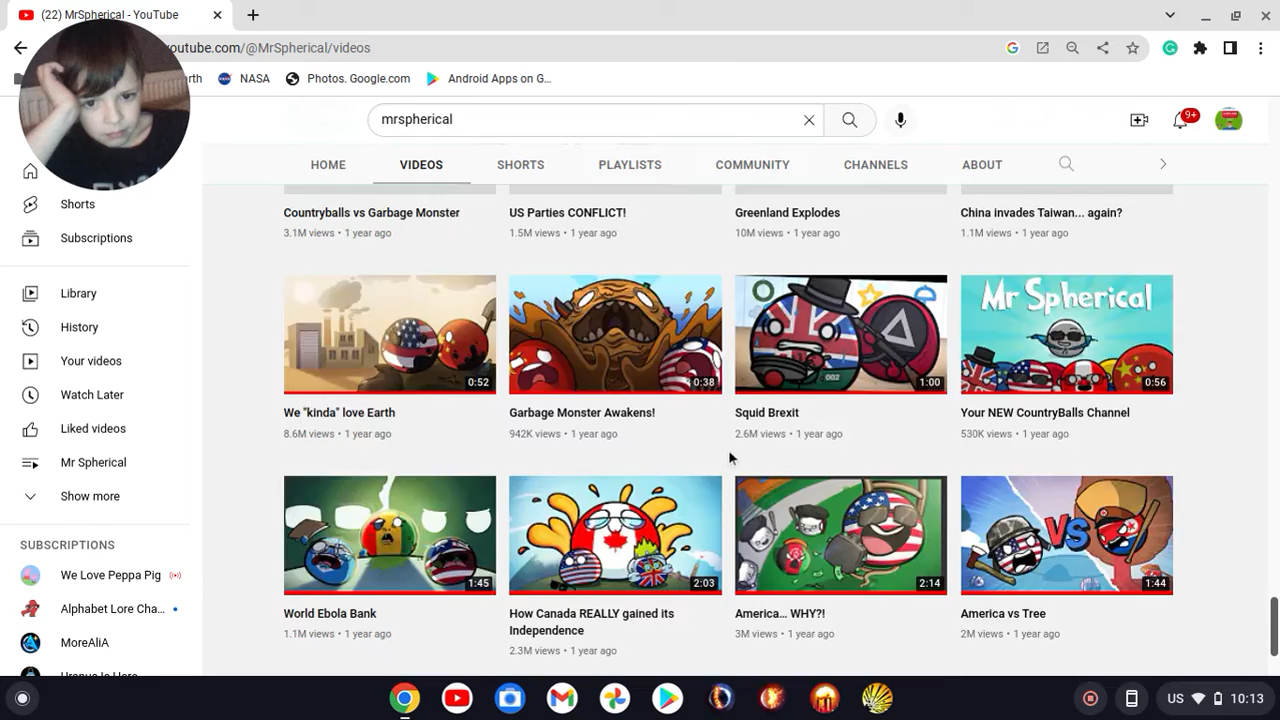 (22) MrSpherical - YouTube
youtube.com/@MrSpherical/videos
rth
NASA
Photos. Google.com
Android Apps on G...
mrspherical
9+
HOME
VIDEOS
SHORTS
PLAYLISTS
COMMUNITY
CHANNELS
ABOUT
Shorts
Subscriptions
Library
History
Your videos
Watch Later
Liked videos
Mr Spherical
Show more
SUBSCRIPTIONS
We Love Peppa Pig
Alphabet Lore Cha...
MoreAliA
Uranus Is Here
Countryballs vs Garbage Monster
3.1M views • 1 year ago
US Parties CONFLICT!
1.5M views • 1 year ago
Greenland Explodes
10M views • 1 year ago
China invades Taiwan... again?
1.1M views • 1 year ago
0:52
We "kinda" love Earth
8.6M views • 1 year ago
0:38
Garbage Monster Awakens!
942K views • 1 year ago
002
1:00
Squid Brexit
2.6M views • 1 year ago
Mr Spherical
0:56
Your NEW CountryBalls Channel
530K views • 1 year ago
1:45
World Ebola Bank
1.1M views • 1 year ago
2:03
How Canada REALLY gained its
Independence
2.3M views • 1 year ago
2:14
America... WHY?!
3M views • 1 year ago
VS
1:44
America vs Tree
2M views • 1 year ago
US
10:13